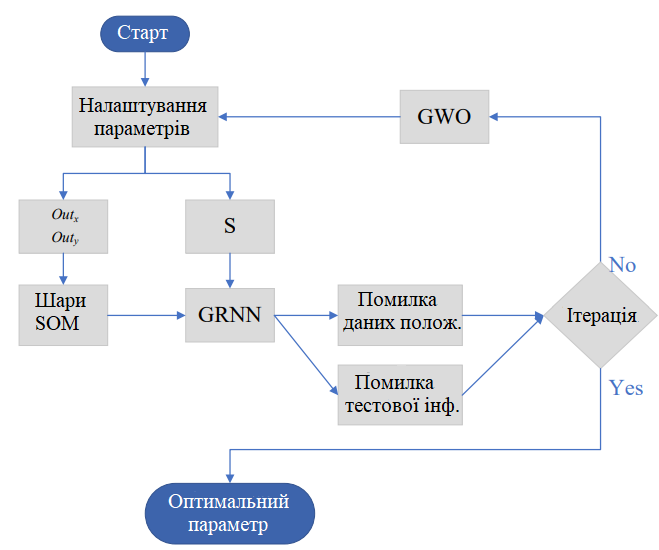 Старт
Налаштування
параметрів
GWO
Outx
Outy
S
No
Шари
SOM
GRNN
Помилка
даних полож.
Ітерація
Помилка
тестової інф.
Yes
Оптимальний
параметр